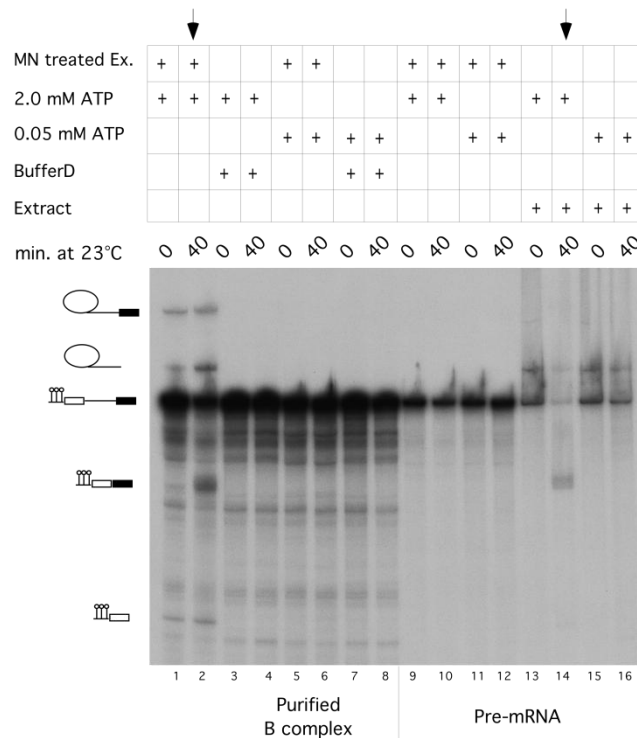 MN treated Ex. + + + + + + + +
2.0 mM ATP + + + + + + + +
0.05 mM ATP + + + + + + + +
BufferD + + + +
Extract + + + +
min. at 23°C 0 40 0 40 0 40 0 40 0 40 0 40 0 40 0 40
1 2 3 4 5 6 7 8 9 10 11 12 13 14 15 16
Purified Pre-mRNA
B complex